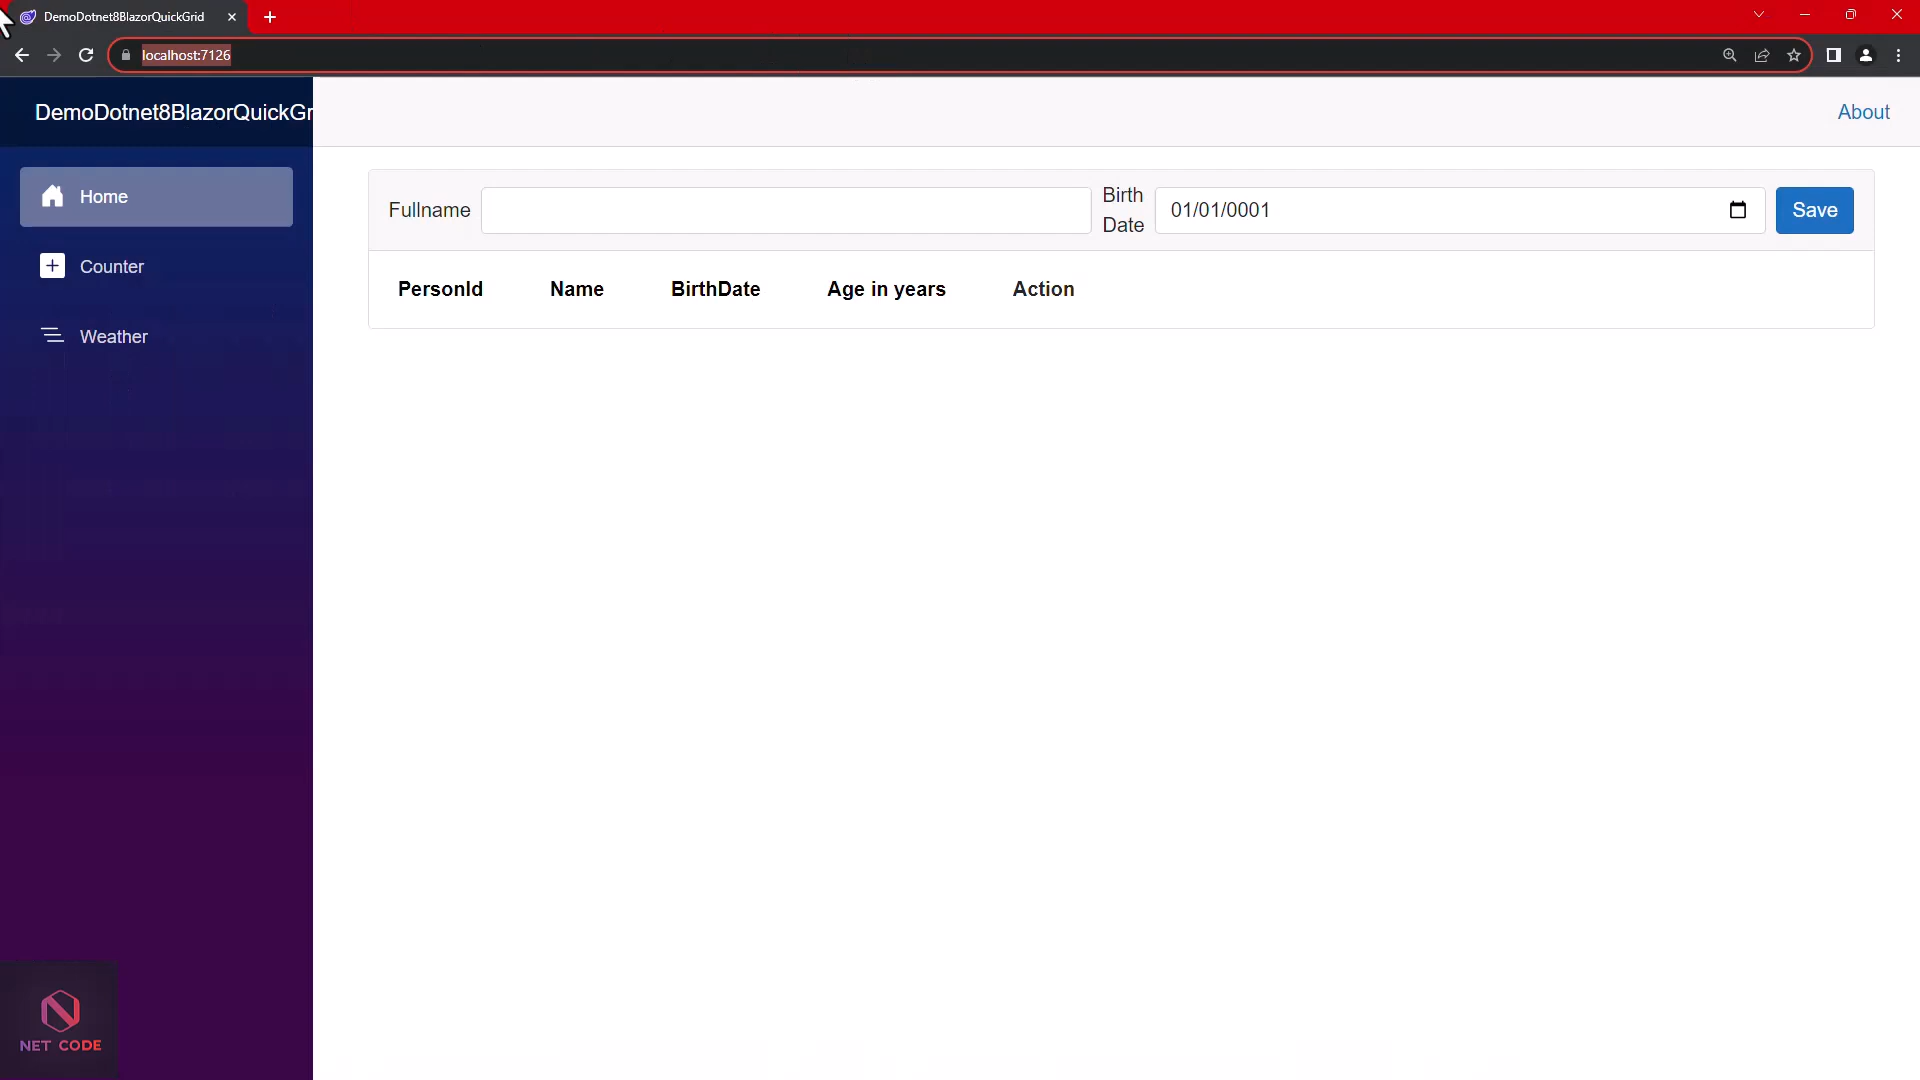 DemoDotnet8BlazorQuickGrid
localhost:7126
DemoDotnet8BlazorQuickGr
About
Home
Counter
Weather
Fullname
Birth
Date
01/01/0001
Save
PersonId Name BirthDate Age in years Action
NET CODE